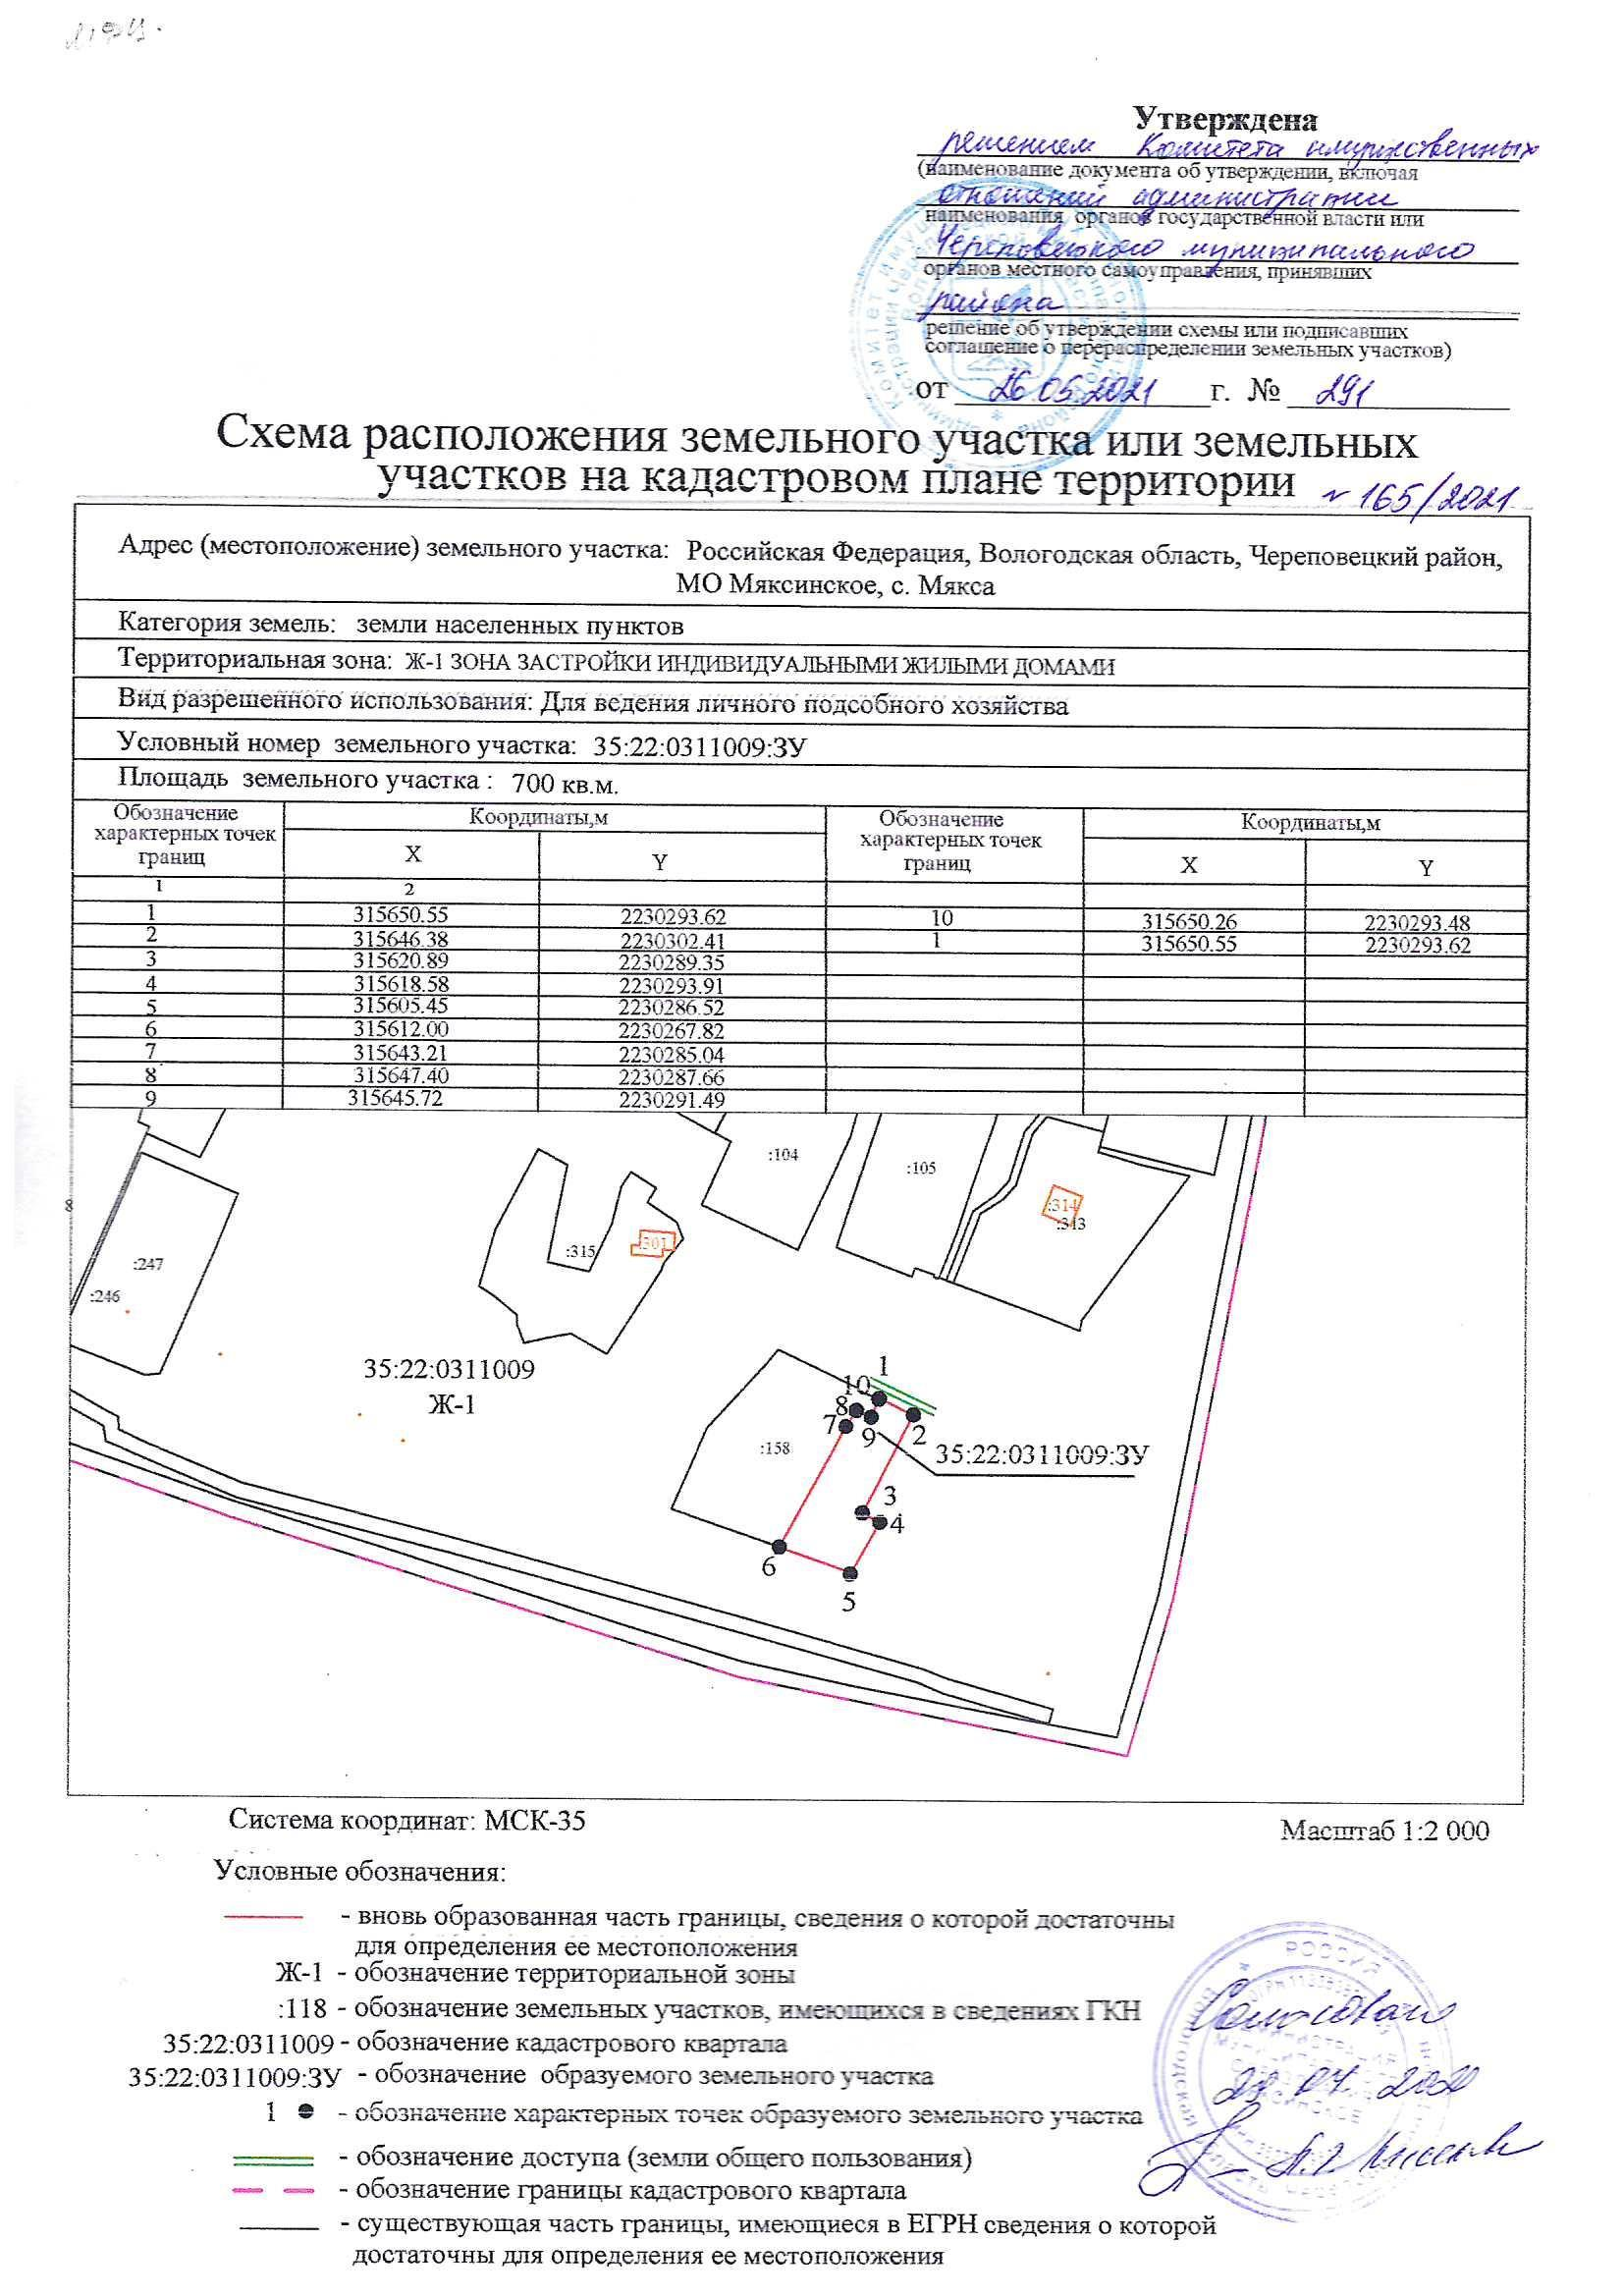 Утверждена
решением Комитета имущественных
(наименование документа об утверждении, включая
отношений администрации
наименования органов государственной власти или
Череповецкого муниципального
органов местного самоуправления, принявших
района
решение об утверждении схемы или подписавших
соглашение о перераспределении земельных участков)
от 26.05.2021 г. № 291
Схема расположения земельного участка или земельных
участков на кадастровом плане территории № 165/2021
Адрес (местоположение) земельного участка: Российская Федерация, Вологодская область, Череповецкий район,
МО Мяксинское, с. Мякса
Категория земель: земли населенных пунктов
Территориальная зона: Ж-1 ЗОНА ЗАСТРОЙКИ ИНДИВИДУАЛЬНЫМИ ЖИЛЫМИ ДОМАМИ
Вид разрешенного использования: Для ведения личного подсобного хозяйства
Условный номер земельного участка: 35:22:0311009:ЗУ
Площадь земельного участка : 700 кв.м.
Обозначение характерных точек границ Координаты,м Обозначение характерных точек границ Координаты,м
X Y X Y
1 2
1 315650.55 2230293.62 10 315650.26 2230293.48
2 315646.38 2230302.41 1 315650.55 2230293.62
3 315620.89 2230289.35
4 315618.58 2230293.91
5 315605.45 2230286.52
6 315612.00 2230267.82
7 315643.21 2230285.04
8 315647.40 2230287.66
9 315645.72 2230291.49
:104
:105
8
:314
:313
:301
:315
:247
:246
35:22:0311009
Ж-1
1
10
8
7
9
2
:158
35:22:0311009:ЗУ
3
4
6
5
Система координат: МСК-35
Масштаб 1:2 000
Условные обозначения:
- вновь образованная часть границы, сведения о которой достаточны
для определения ее местоположения
Ж-1 - обозначение территориальной зоны
:118 - обозначение земельных участков, имеющихся в сведениях ГКН
35:22:0311009 - обозначение кадастрового квартала
35:22:0311009:ЗУ - обозначение образуемого земельного участка
1 - обозначение характерных точек образуемого земельного участка
- обозначение доступа (земли общего пользования)
- обозначение границы кадастрового квартала
- существующая часть границы, имеющиеся в ЕГРН сведения о которой
достаточны для определения ее местоположения
РОССИЯ
Согласовано